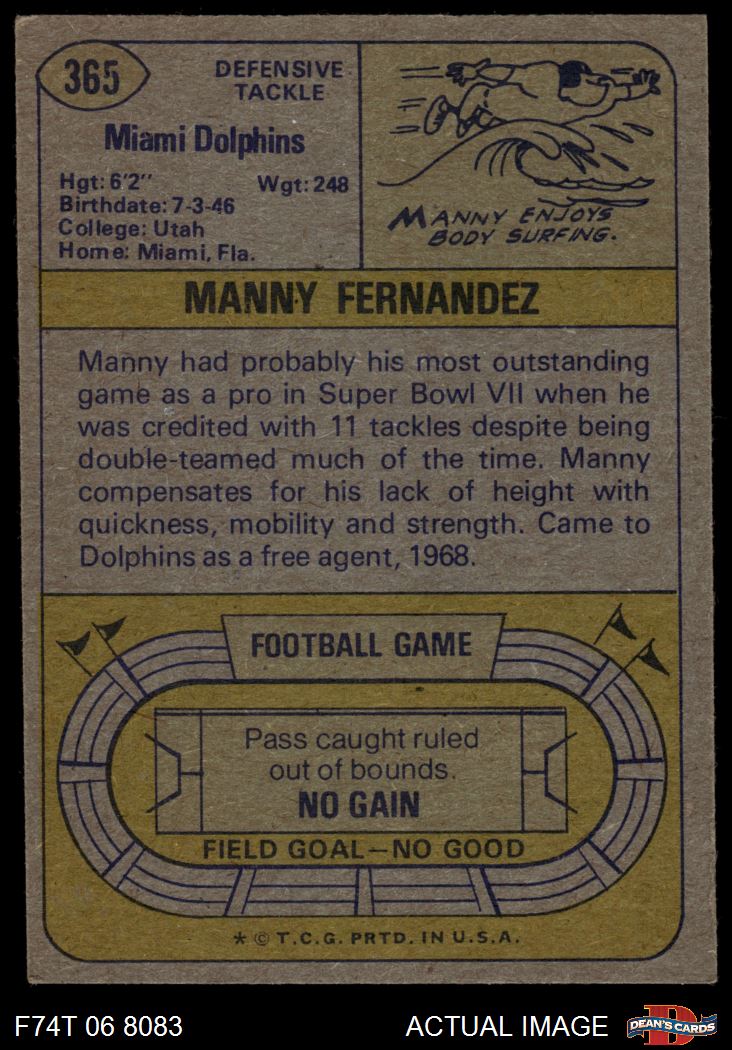 365
DEFENSIVE
TACKLE
Miami Dolphins
Hgt: 6'2" Wgt: 248
Birthdate: 7-3-46
College: Utah
Home: Miami, Fla.
MANNY ENJOYS
BODY SURFING.
MANNY FERNANDEZ
Manny had probably his most outstanding
game as a pro in Super Bowl VII when he
was credited with 11 tackles despite being
double-teamed much of the time. Manny
compensates for his lack of height with
quickness, mobility and strength. Came to
Dolphins as a free agent, 1968.
FOOTBALL GAME
Pass caught ruled
out of bounds.
NO GAIN
FIELD GOAL—NO GOOD
* © T.C.G. PRTD. IN U.S.A.
F74T 06 8083 ACTUAL IMAGE
D
DEAN'S CARDS